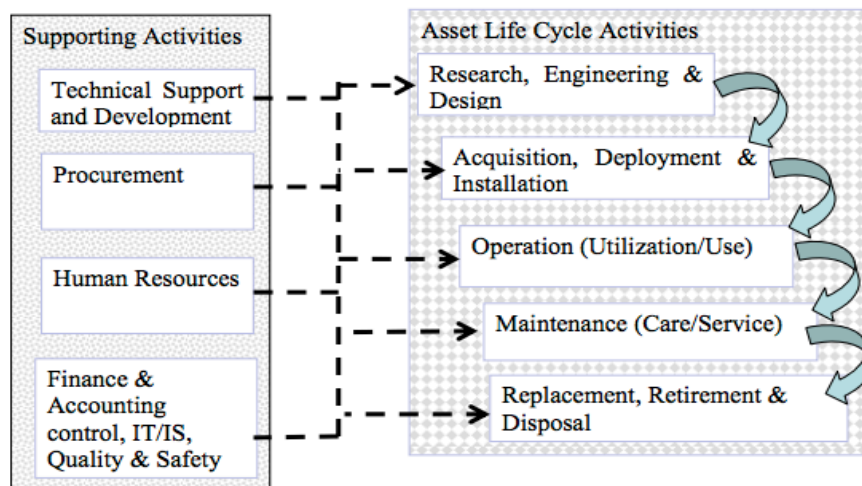 Supporting Activities
Technical Support
and Development
Procurement
Human Resources
Finance &
Accounting
control, IT/IS,
Quality & Safety
Asset Life Cycle Activities
Research, Engineering &
Design
Acquisition, Deployment &
Installation
Operation (Utilization/Use)
Maintenance (Care/Service)
Replacement, Retirement &
Disposal